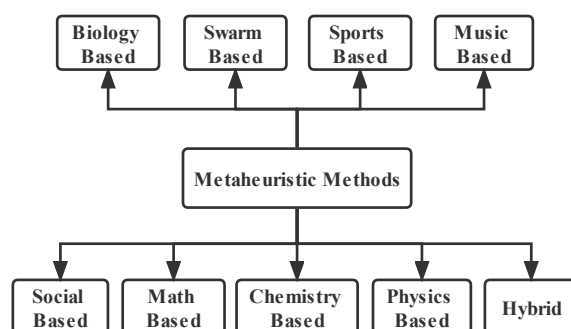 Biology
Based
Swarm
Based
Sports
Based
Music
Based
Metaheuristic Methods
Social
Based
Math
Based
Chemistry
Based
Physics
Based
Hybrid